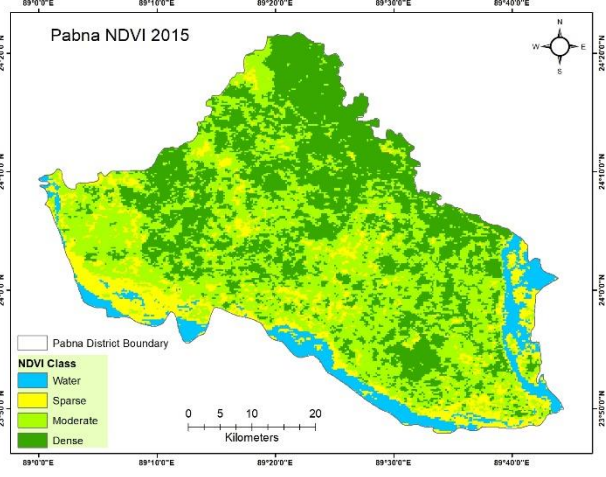 89°0'0"E 89°10'0"E 89°20'0"E 89°30'0"E 89°40'0"E
Pabna NDVI 2015
N
W E
S
24°20'0"N 24°20'0"N
24°10'0"N 24°10'0"N
24°0'0"N 24°0'0"N
23°50'0"N 23°50'0"N
Pabna District Boundary
NDVI Class
Water
Sparse
Moderate
Dense
0 5 10 20
Kilometers
89°0'0"E 89°10'0"E 89°20'0"E 89°30'0"E 89°40'0"E